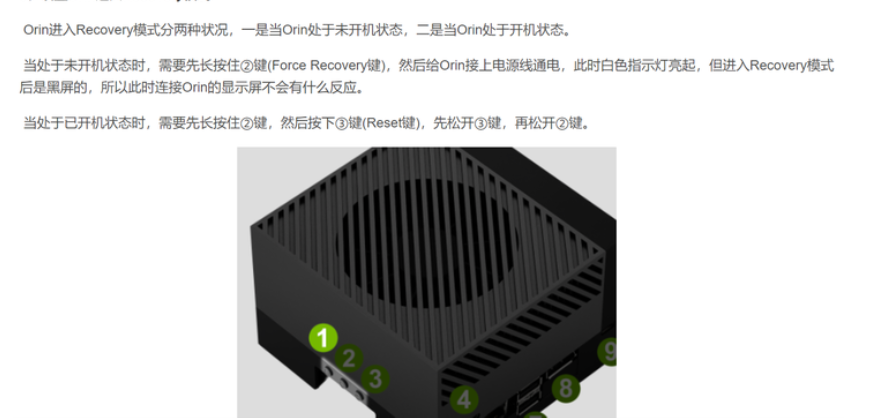 Orin进入Recovery模式分两种状况，一是当Orin处于未开机状态，二是当Orin处于开机状态。
当处于未开机状态时，需要先长按住②键(Force Recovery键)，然后给Orin接上电源线通电，此时白色指示灯亮起，但进入Recovery模式
后是黑屏的，所以此时连接Orin的显示屏不会有什么反应。
当处于已开机状态时，需要先长按住②键，然后按下③键(Reset键)，先松开③键，再松开②键。
1
2
3
4
8
9